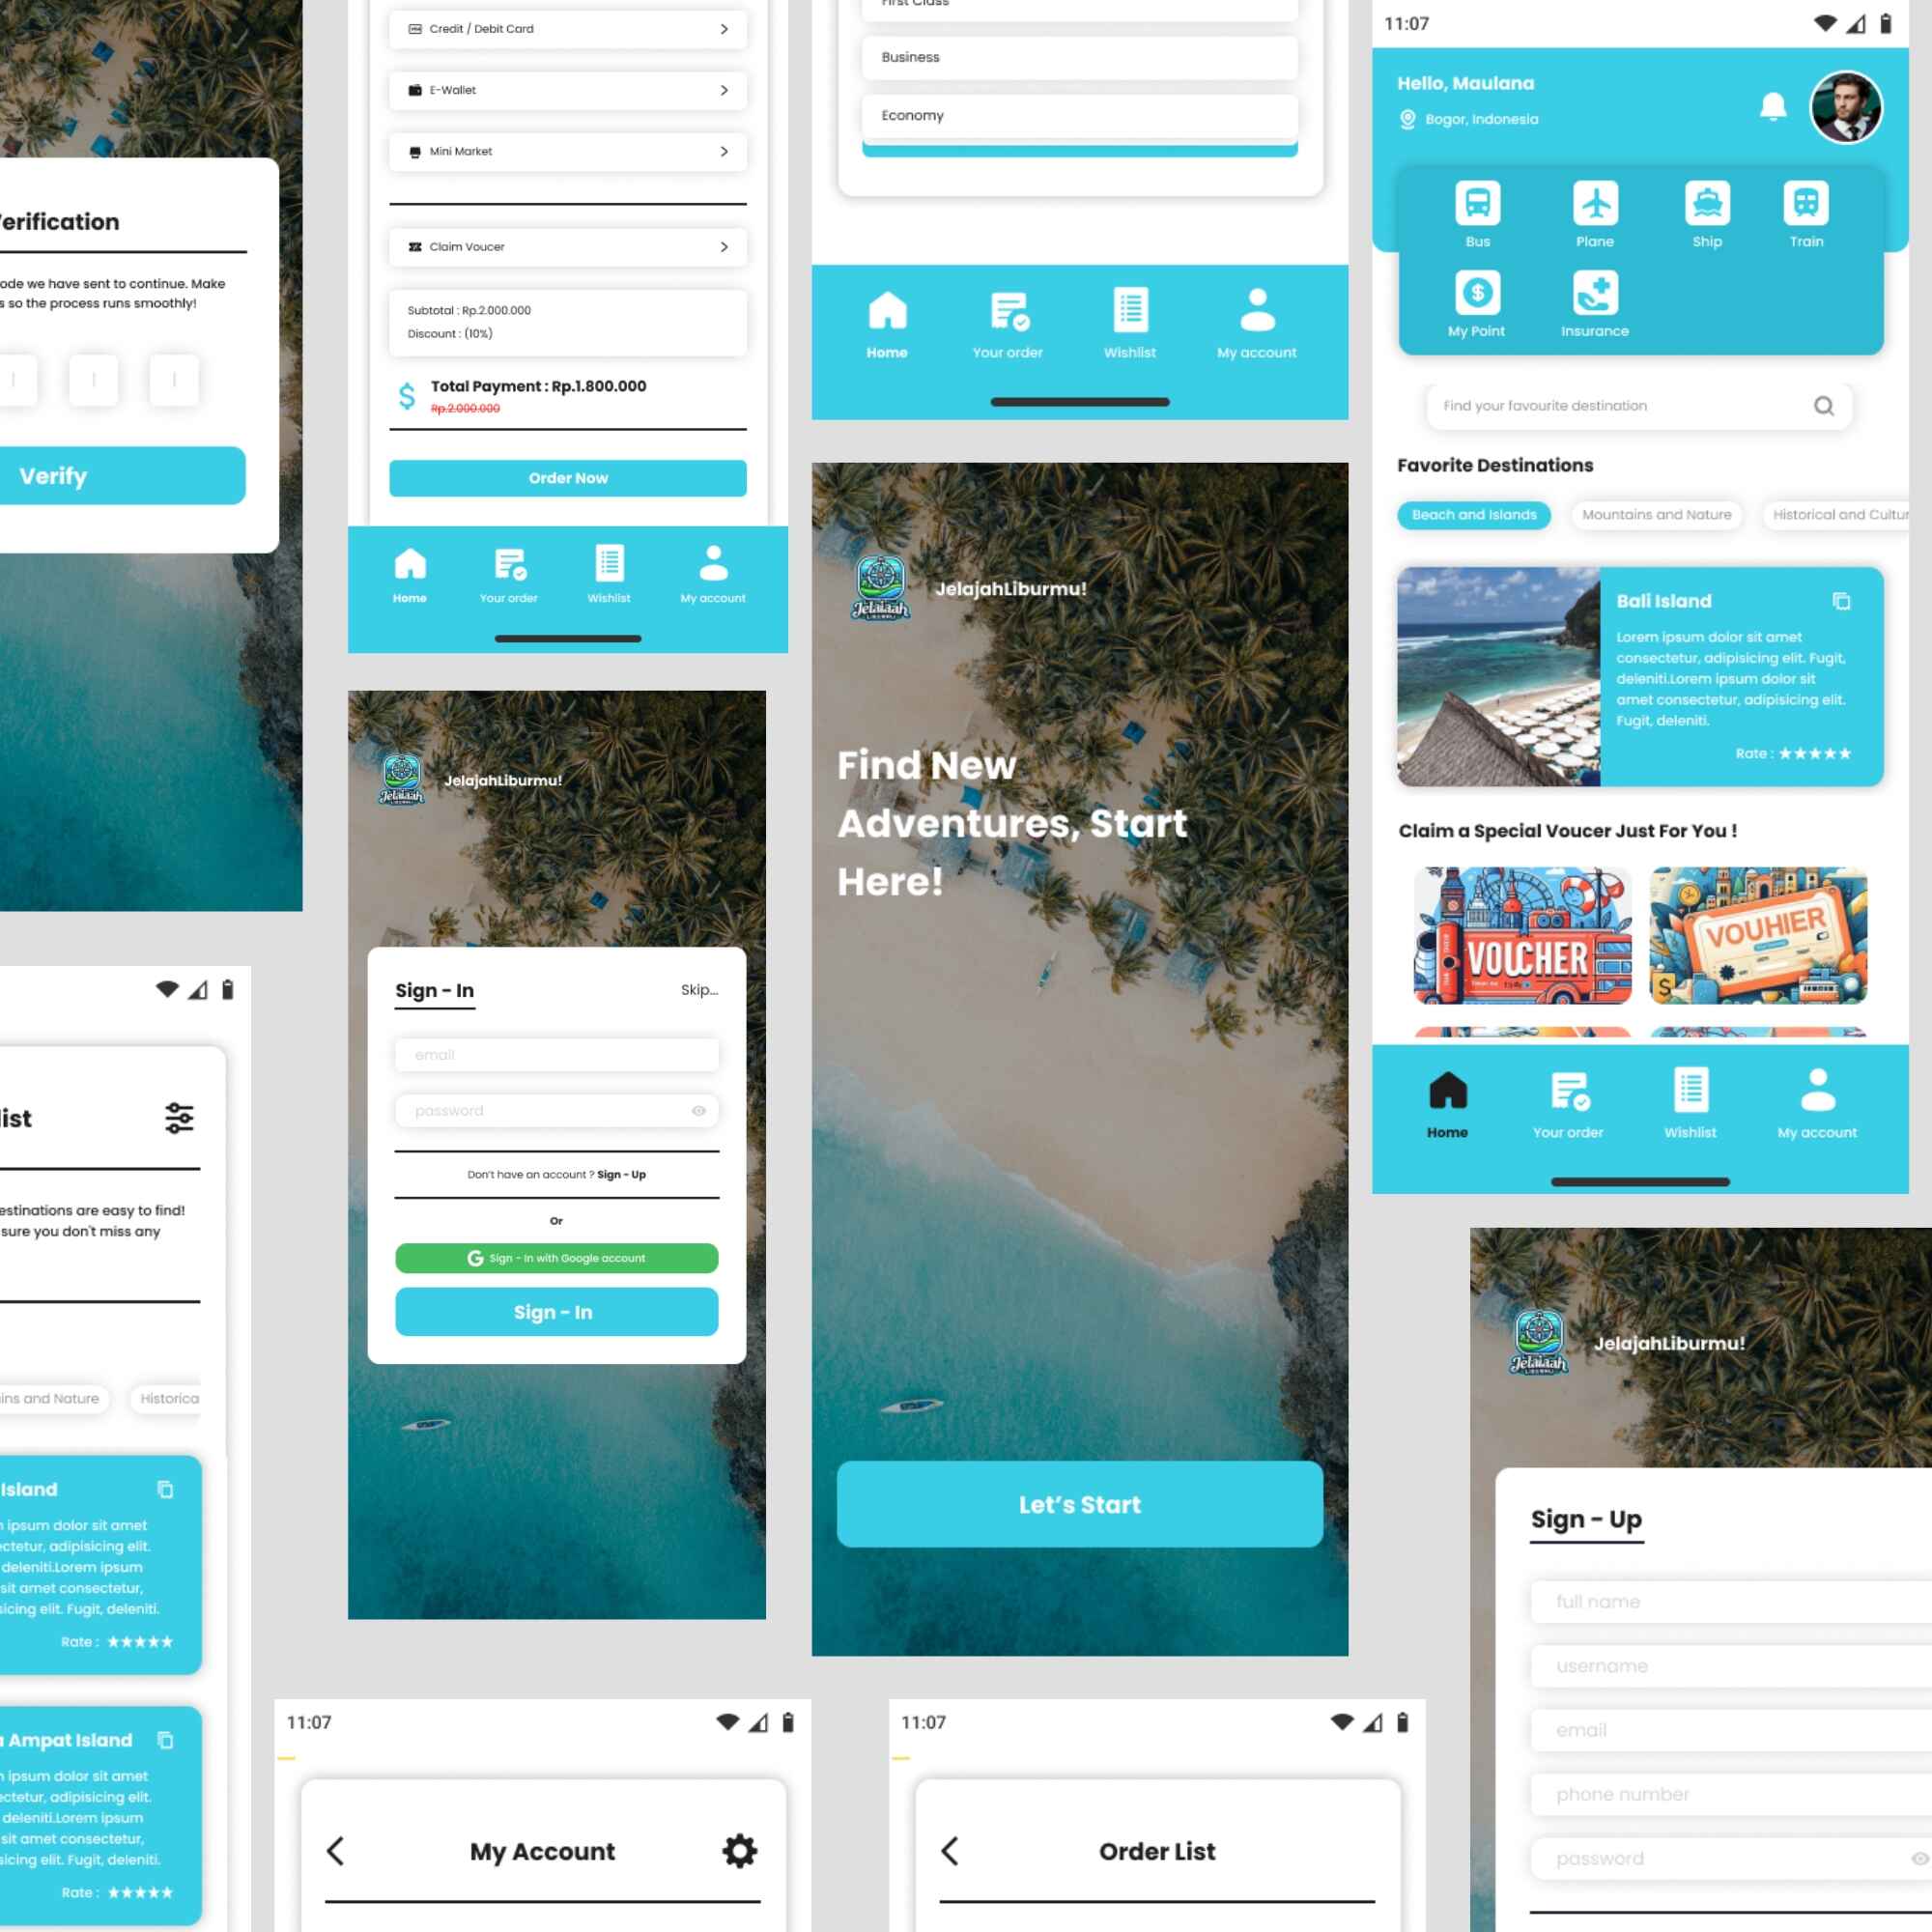 erification
ode we have sent to continue. Make
s so the process runs smoothly!
Verify
Credit / Debit Card
E-Wallet
Mini Market
Claim Voucer
Subtotal : Rp.2.000.000
Discount : (10%)
Total Payment : Rp.1.800.000
Rp.2.000.000
Order Now
Home
Your order
Wishlist
My account
First Class
Business
Economy
Home
Your order
Wishlist
My account
11:07
Hello, Maulana
Bogor, Indonesia
Bus
Plane
Ship
Train
My Point
Insurance
Find your favourite destination
Favorite Destinations
Beach and Islands
Mountains and Nature
Historical and Cultur
Bali Island
Lorem ipsum dolor sit amet
consectetur, adipisicing elit. Fugit,
deleniti.Lorem ipsum dolor sit
amet consectetur, adipisicing elit.
Fugit, deleniti.
Rate : ★★★★★
Claim a Special Voucer Just For You !
VOUCHER
VOUHIER
Home
Your order
Wishlist
My account
Jelajaah
JelajahLiburmu!
Sign - In
Skip...
email
password
Don't have an account ? Sign - Up
Or
G Sign - In with Google account
Sign - In
Jelajaah
JelajahLiburmu!
Find New
Adventures, Start
Here!
Let's Start
list
estinations are easy to find!
sure you don't miss any
ins and Nature
Historica
Island
ipsum dolor sit amet
ectetur, adipisicing elit.
deleniti.Lorem ipsum
sit amet consectetur,
sicing elit. Fugit, deleniti.
Rate : ★★★★★
Ampat Island
ipsum dolor sit amet
ectetur, adipisicing elit.
deleniti.Lorem ipsum
sit amet consectetur,
sicing elit. Fugit, deleniti.
Rate : ★★★★★
11:07
My Account
11:07
Order List
Jelajaah
JelajahLiburmu!
Sign - Up
full name
username
email
phone number
password